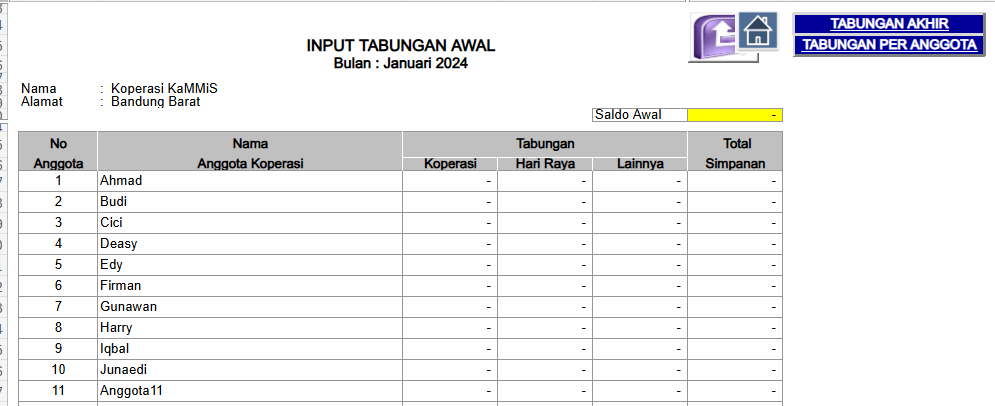 INPUT TABUNGAN AWAL
Bulan : Januari 2024
TABUNGAN AKHIR
TABUNGAN PER ANGGOTA
Nama : Koperasi KaMMiS
Alamat : Bandung Barat
Saldo Awal -
No Nama Tabungan Total
Anggota Anggota Koperasi Koperasi Hari Raya Lainnya Simpanan
1 Ahmad - - - -
2 Budi - - - -
3 Cici - - - -
4 Deasy - - - -
5 Edy - - - -
6 Firman - - - -
7 Gunawan - - - -
8 Harry - - - -
9 Iqbal - - - -
10 Junaedi - - - -
11 Anggota11 - - - -